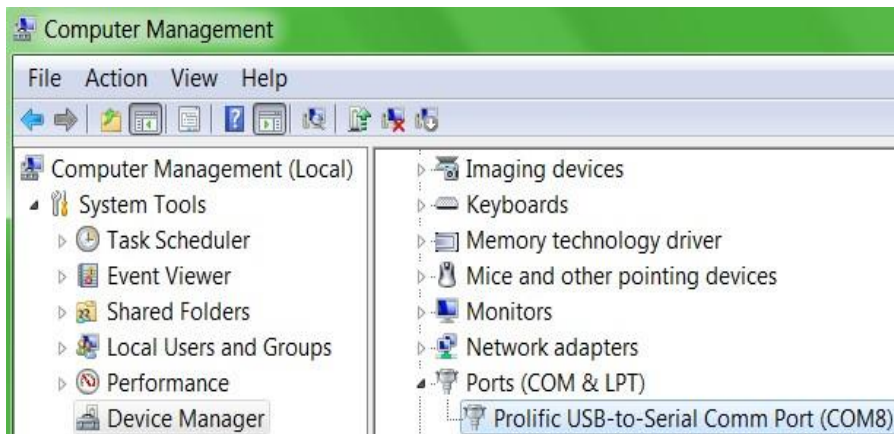 Computer Management
File Action View Help
Computer Management (Local)
System Tools
Task Scheduler
Event Viewer
Shared Folders
Local Users and Groups
Performance
Device Manager
Imaging devices
Keyboards
Memory technology driver
Mice and other pointing devices
Monitors
Network adapters
Ports (COM & LPT)
Prolific USB-to-Serial Comm Port (COM8)